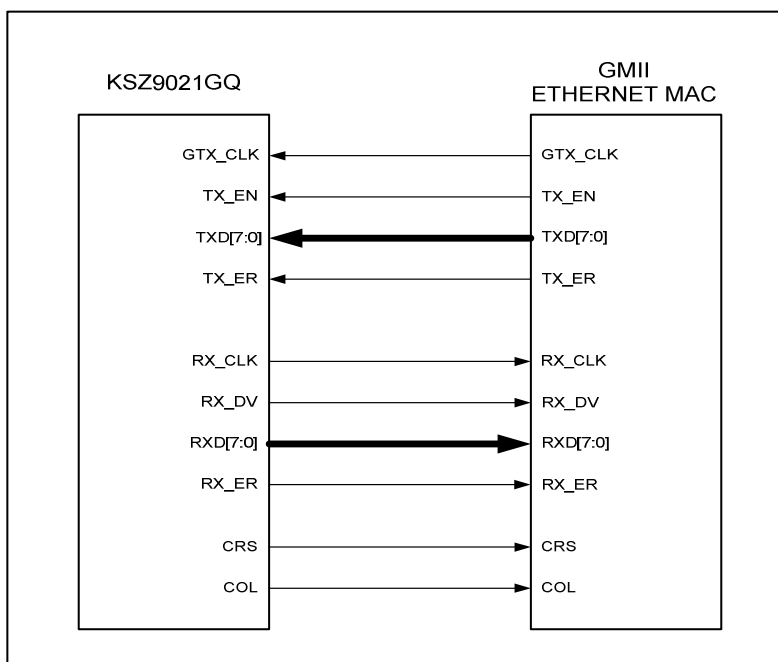 KSZ9021GQ
GMII
ETHERNET MAC
GTX_CLK GTX_CLK
TX_EN TX_EN
TXD[7:0] TXD[7:0]
TX_ER TX_ER
RX_CLK RX_CLK
RX_DV RX_DV
RXD[7:0] RXD[7:0]
RX_ER RX_ER
CRS CRS
COL COL